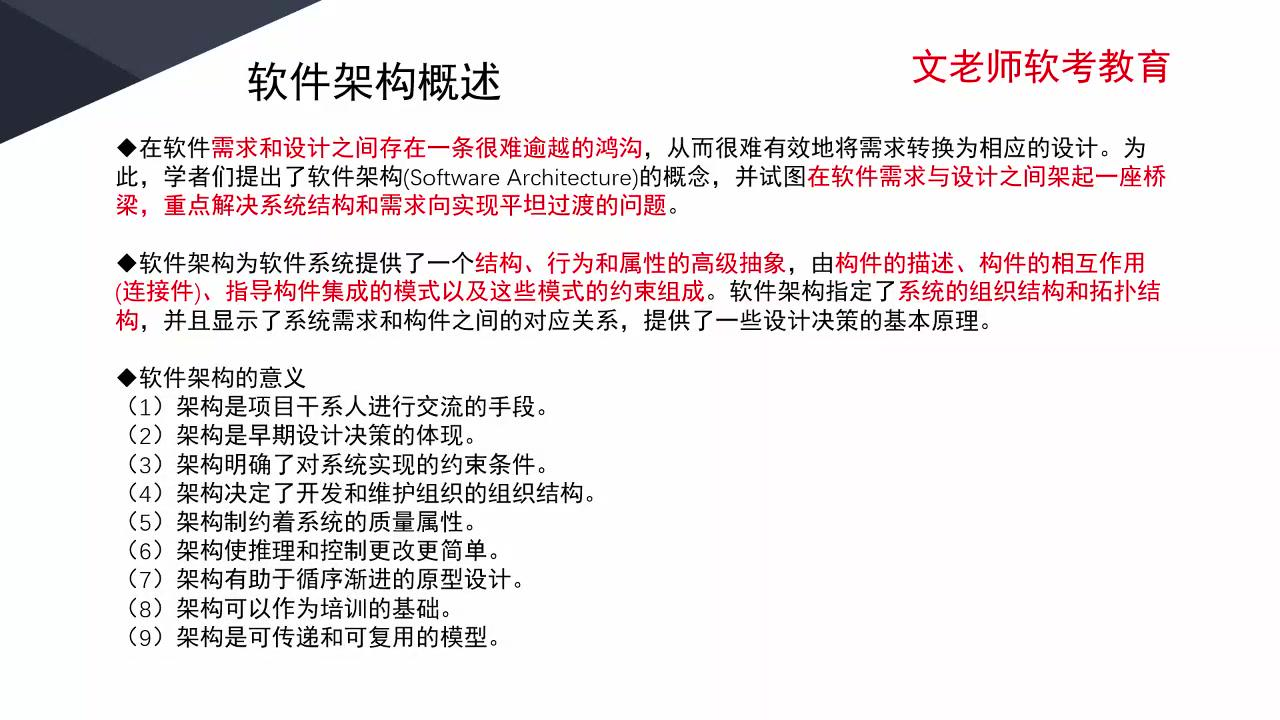 软件架构概述
文老师软考教育
◆在软件需求和设计之间存在一条很难逾越的鸿沟，从而很难有效地将需求转换为相应的设计。为
此，学者们提出了软件架构(Software Architecture)的概念，并试图在软件需求与设计之间架起一座桥
梁，重点解决系统结构和需求向实现平坦过渡的问题。
◆软件架构为软件系统提供了一个结构、行为和属性的高级抽象，由构件的描述、构件的相互作用
(连接件)、指导构件集成的模式以及这些模式的约束组成。软件架构指定了系统的组织结构和拓扑结
构，并且显示了系统需求和构件之间的对应关系，提供了一些设计决策的基本原理。
◆软件架构的意义
（1）架构是项目干系人进行交流的手段。
（2）架构是早期设计决策的体现。
（3）架构明确了对系统实现的约束条件。
（4）架构决定了开发和维护组织的组织结构。
（5）架构制约着系统的质量属性。
（6）架构使推理和控制更改更简单。
（7）架构有助于循序渐进的原型设计。
（8）架构可以作为培训的基础。
（9）架构是可传递和可复用的模型。